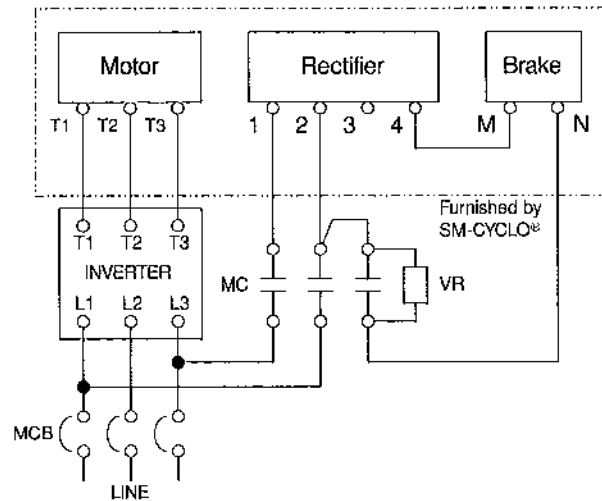 Motor
Rectifier
Brake
T1 T2 T3
1 2 3 4
M N
Furnished by
SM-CYCLO®
T1 T2 T3
INVERTER
L1 L2 L3
MC
VR
MCB
LINE